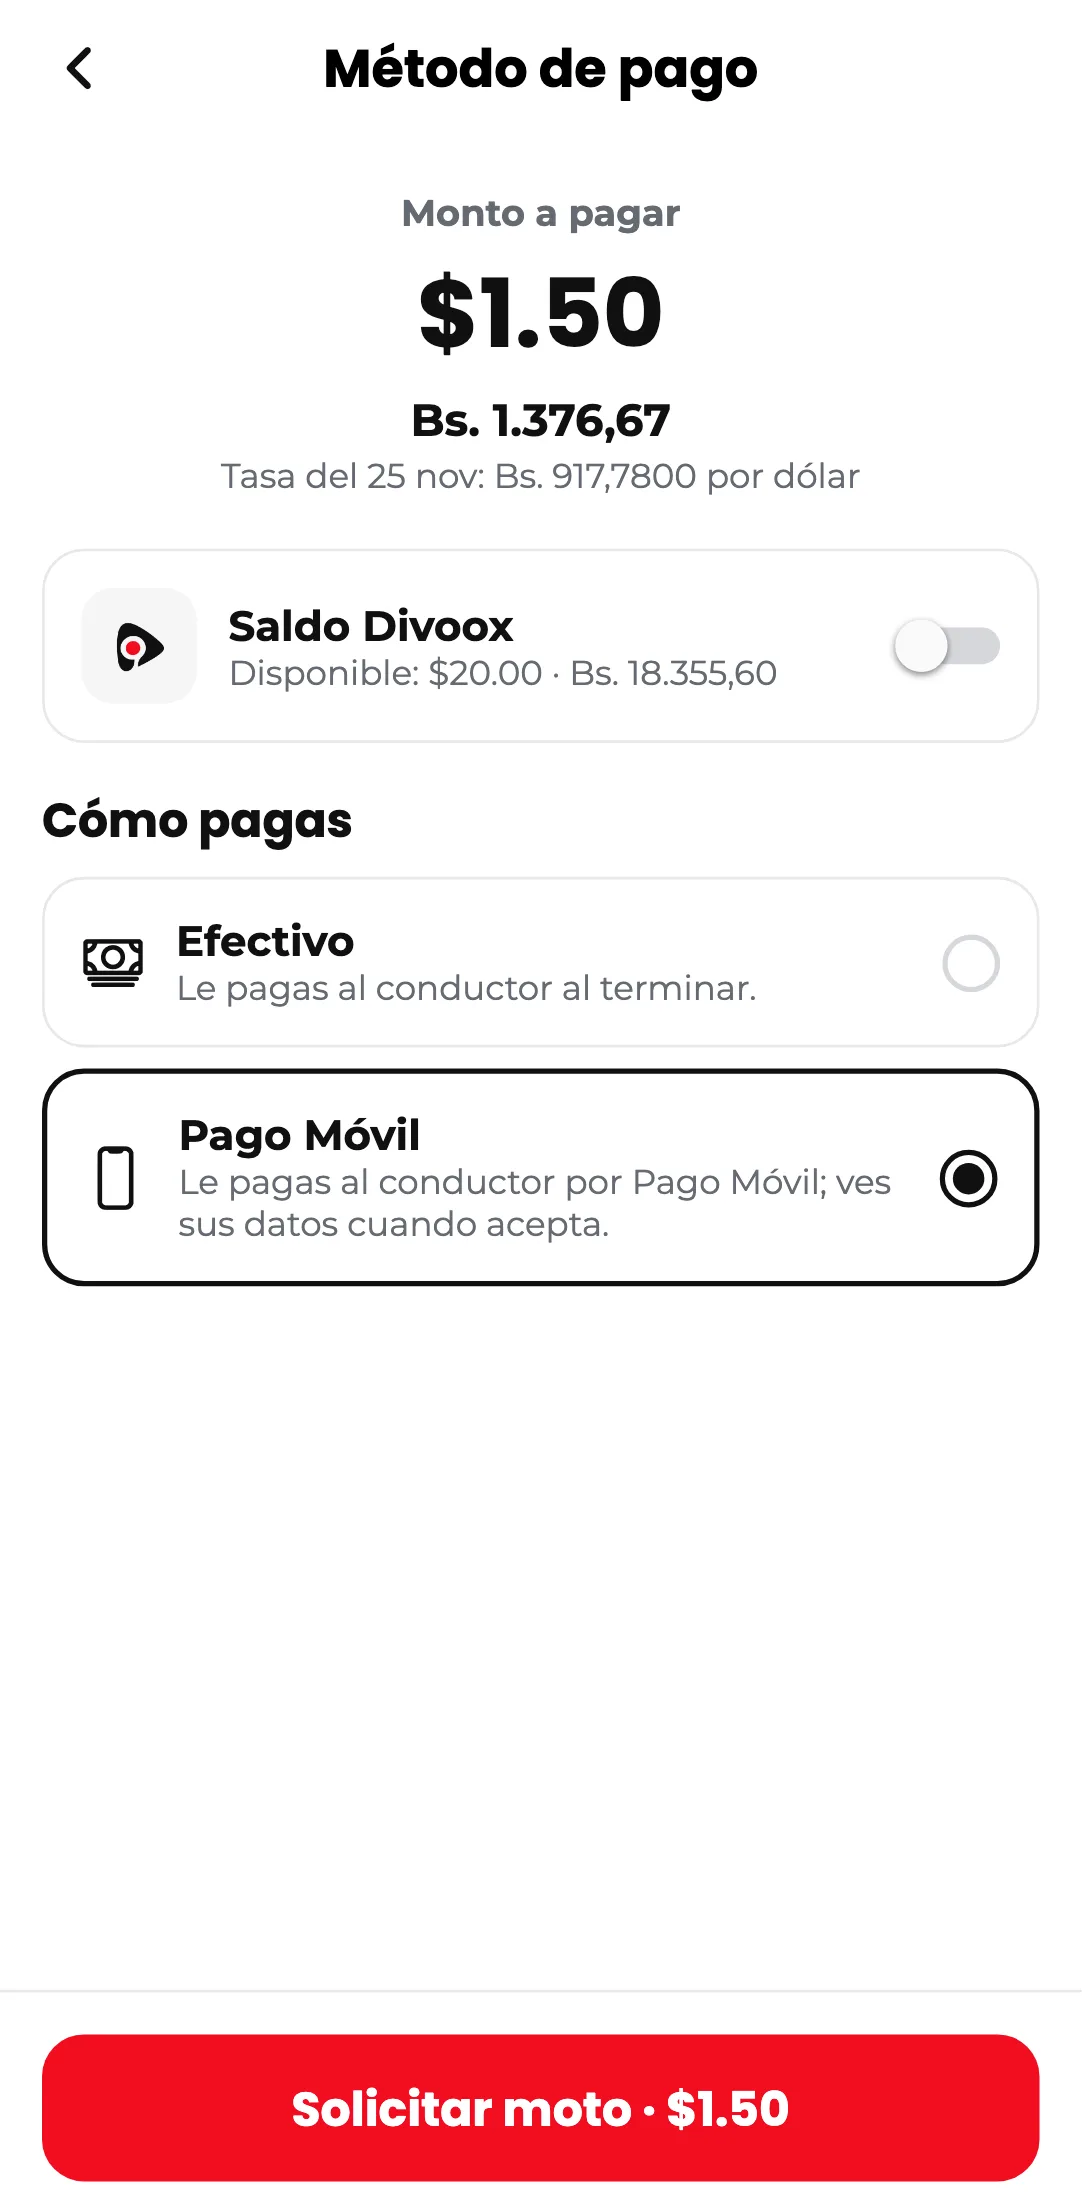 Método de pago
Monto a pagar
$1.50
Bs. 1.376,67
Tasa del 25 nov: Bs. 917,7800 por dólar
Saldo Divoox
Disponible: $20.00 · Bs. 18.355,60
Cómo pagas
Efectivo
Le pagas al conductor al terminar.
Pago Móvil
Le pagas al conductor por Pago Móvil; ves
sus datos cuando acepta.
Solicitar moto · $1.50